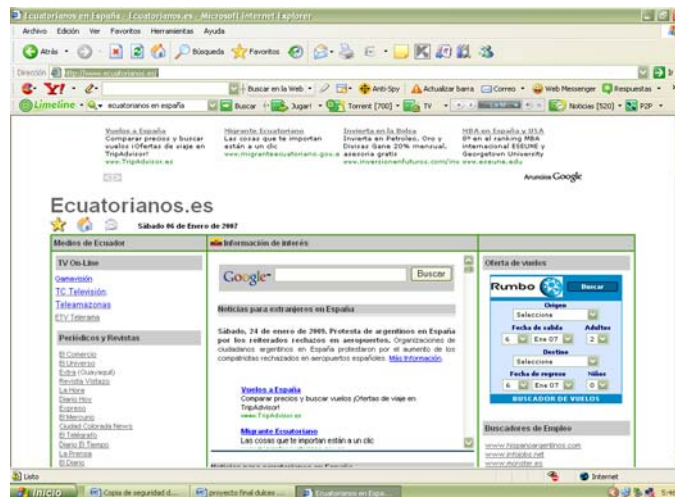 Ecuatorianos en España - Ecuatorianos.es - Microsoft Internet Explorer
Archivo Edición Ver Favoritos Herramientas Ayuda
Atrás Búsqueda Favoritos
Dirección http://www.ecuatorianos.es/ Ir
Y! Buscar en la Web Anti-Spy Actualizar barra Correo Web Messenger Respuestas
Limeline ecuatorianos en españa Buscar Jugar! Torrent [700] TV Noticias [520] P2P
Vuelos a España
Comparar precios y buscar
vuelos ¡Ofertas de viaje en
TripAdvisor!
www.TripAdvisor.es
Migrante Ecuatoriano
Las cosas que te importan
están a un clic
www.migranteecuatoriano.gov.e
Invierta en la Bolsa
Invierta en Petroleo, Oro y
Divisas Gane 20% mensual,
asesoria gratis
www.inversionenfuturos.com/inv
MBA en España y USA
8º en el ranking MBA
internacional ESEUNE y
Georgetown University
www.eseune.edu
Anuncios Google
Ecuatorianos.es
Sábado 06 de Enero de 2007
Medios de Ecuador
TV On-Line
Gamavisión
TC Televisión
Teleamazonas
ETV Telerama
Periódicos y Revistas
El Comercio
El Universo
Extra (Guayaquil)
Revista Vistazo
La Hora
Diario Hoy
Expreso
El Mercurio
Ciudad Colorada News
El Telégrafo
Diario El Tiempo
La Prensa
El Diario
Información de interés
Google Buscar
Noticias para extranjeros en España
Sábado, 24 de enero de 2009. Protesta de argentinos en España
por los reiterados rechazos en aeropuertos. Organizaciones de
ciudadanos argentinos en España protestaron por el aumento de los
compatriotas rechazados en aeropuertos españoles. Más Información.
Vuelos a España
Comparar precios y buscar vuelos ¡Ofertas de viaje en
TripAdvisor!
www.TripAdvisor.es
Migrante Ecuatoriano
Las cosas que te importan están a un clic
Oferta de vuelos
Rumbo Buscar
Origen
Seleccione
Fecha de salida Adultos
6 Ene 07 2
Destino
Seleccione
Fecha de regreso Niños
6 Ene 07 0
BUSCADOR DE VUELOS
Buscadores de Empleo
www.hispanoargentinos.com
www.infojobs.net
www.monster.es
Listo Internet
Inicio Copia de seguridad d... proyecto final dulces ... Ecuatorianos en Espa...